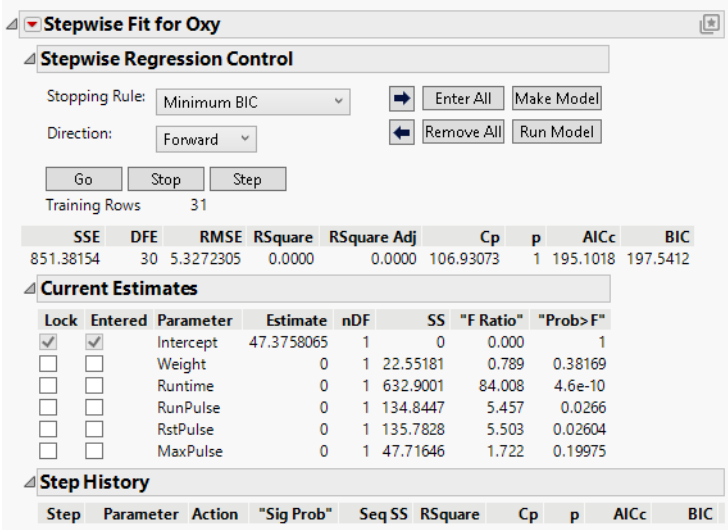 Stepwise Fit for Oxy
Stepwise Regression Control
Stopping Rule: Minimum BIC Enter All Make Model
Direction: Forward Remove All Run Model
Go Stop Step
Training Rows 31
SSE DFE RMSE RSquare RSquare Adj Cp p AICc BIC
851.38154 30 5.3272305 0.0000 0.0000 106.93073 1 195.1018 197.5412
Current Estimates
Lock Entered Parameter Estimate nDF SS "F Ratio" "Prob>F"
Intercept 47.3758065 1 0 0.000 1
Weight 0 1 22.55181 0.789 0.38169
Runtime 0 1 632.9001 84.008 4.6e-10
RunPulse 0 1 134.8447 5.457 0.0266
RstPulse 0 1 135.7828 5.503 0.02604
MaxPulse 0 1 47.71646 1.722 0.19975
Step History
Step Parameter Action "Sig Prob" Seq SS RSquare Cp p AICc BIC